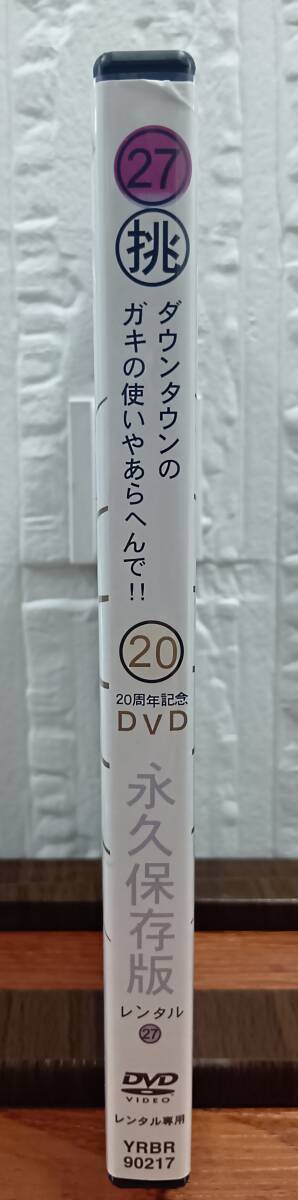 27
挑
ダウンタウンの
ガキの使いやあらへんで!!
20
20周年記念
DVD
永久保存版
レンタル
27
DVD
VIDEO
レンタル専用
YRBR
90217